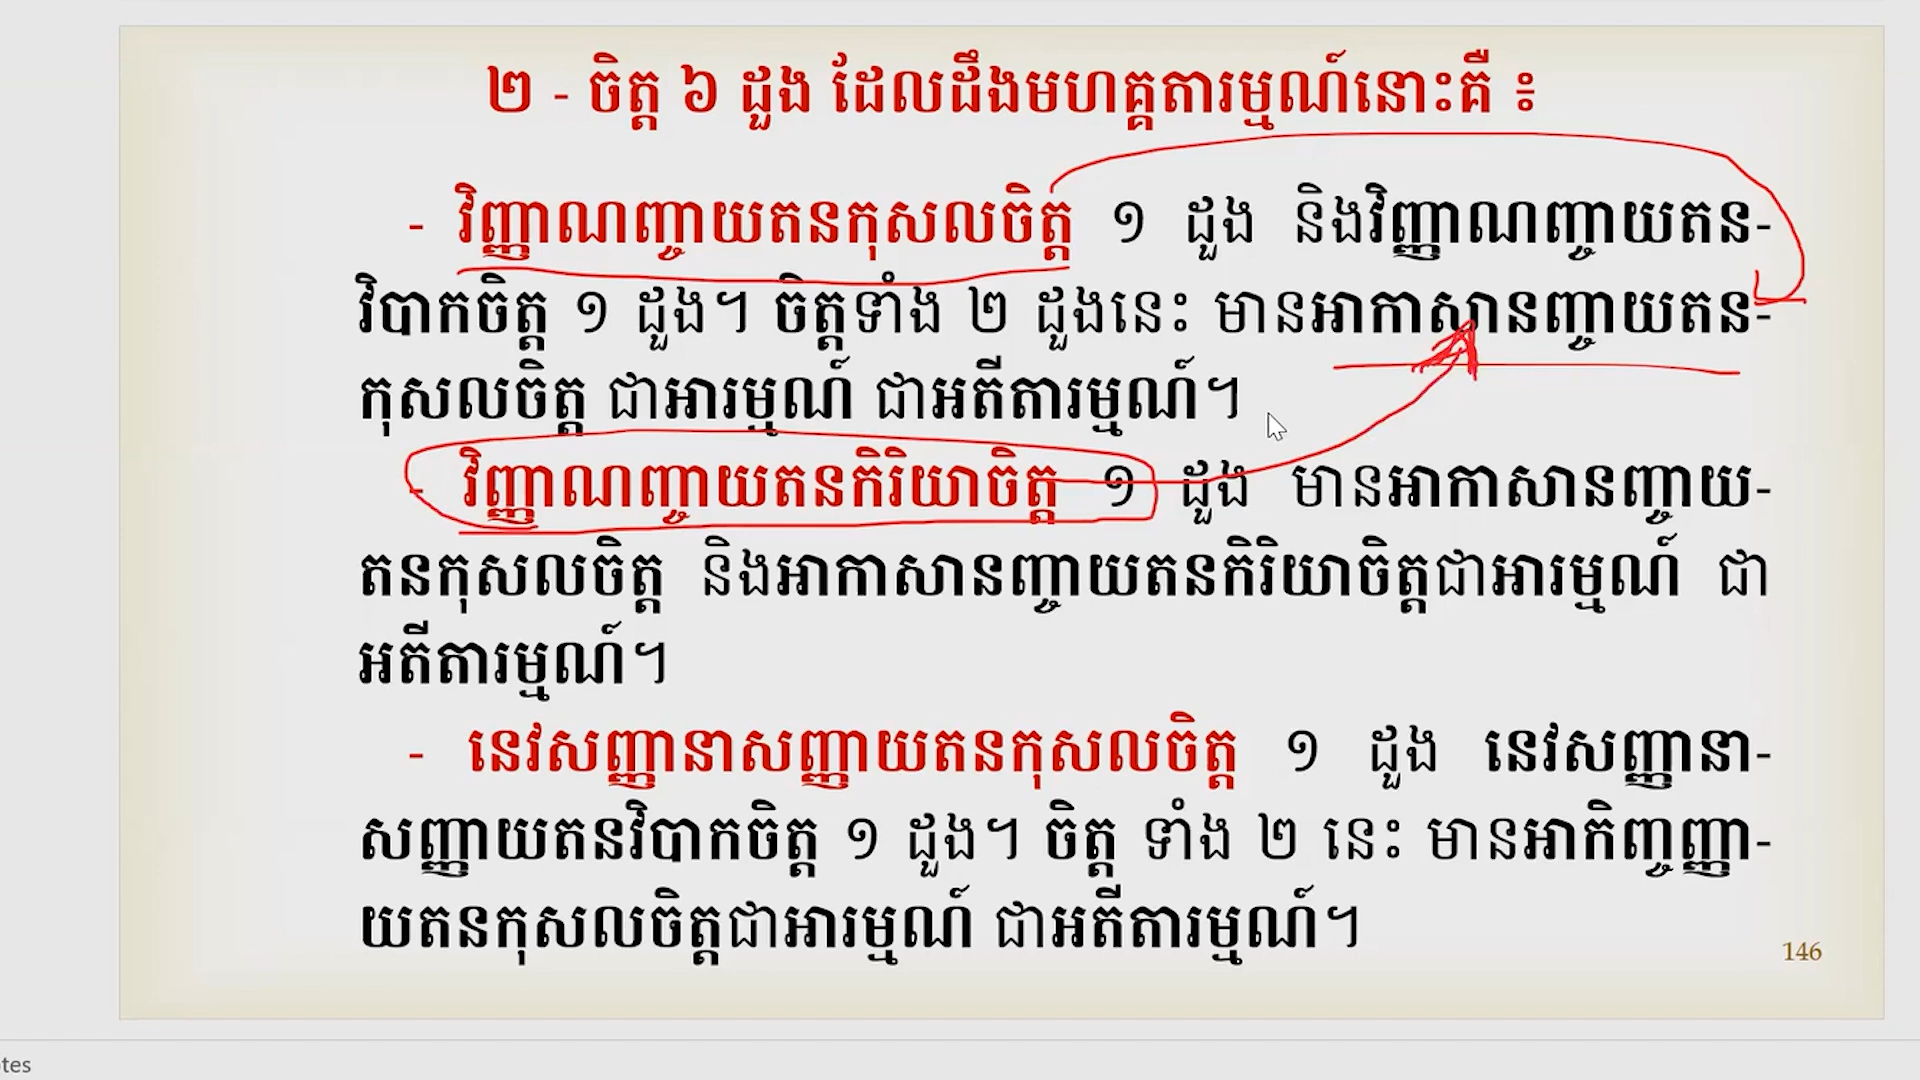 ២ - ចិត្ត ៦ ដួង ដែលដឹងមហគ្គតារម្មណ៍នោះគឺ ៖
- វិញ្ញាណញ្ចាយតនកុសលចិត្ត ១ ដួង និងវិញ្ញាណញ្ចាយតន-
វិបាកចិត្ត ១ ដួង។ ចិត្តទាំង ២ ដួងនេះ មានអាកាសានញ្ចាយតន-
កុសលចិត្ត ជាអារម្មណ៍ ជាអតីតារម្មណ៍។
- វិញ្ញាណញ្ចាយតនកិរិយាចិត្ត ១ ដួង មានអាកាសានញ្ចាយ-
តនកុសលចិត្ត និងអាកាសានញ្ចាយតនកិរិយាចិត្តជាអារម្មណ៍ ជា
អតីតារម្មណ៍។
- នេវសញ្ញានាសញ្ញាយតនកុសលចិត្ត ១ ដួង នេវសញ្ញានា-
សញ្ញាយតនវិបាកចិត្ត ១ ដួង។ ចិត្ត ទាំង ២ នេះ មានអាកិញ្ចញ្ញា-
យតនកុសលចិត្តជាអារម្មណ៍ ជាអតីតារម្មណ៍។
146
tes